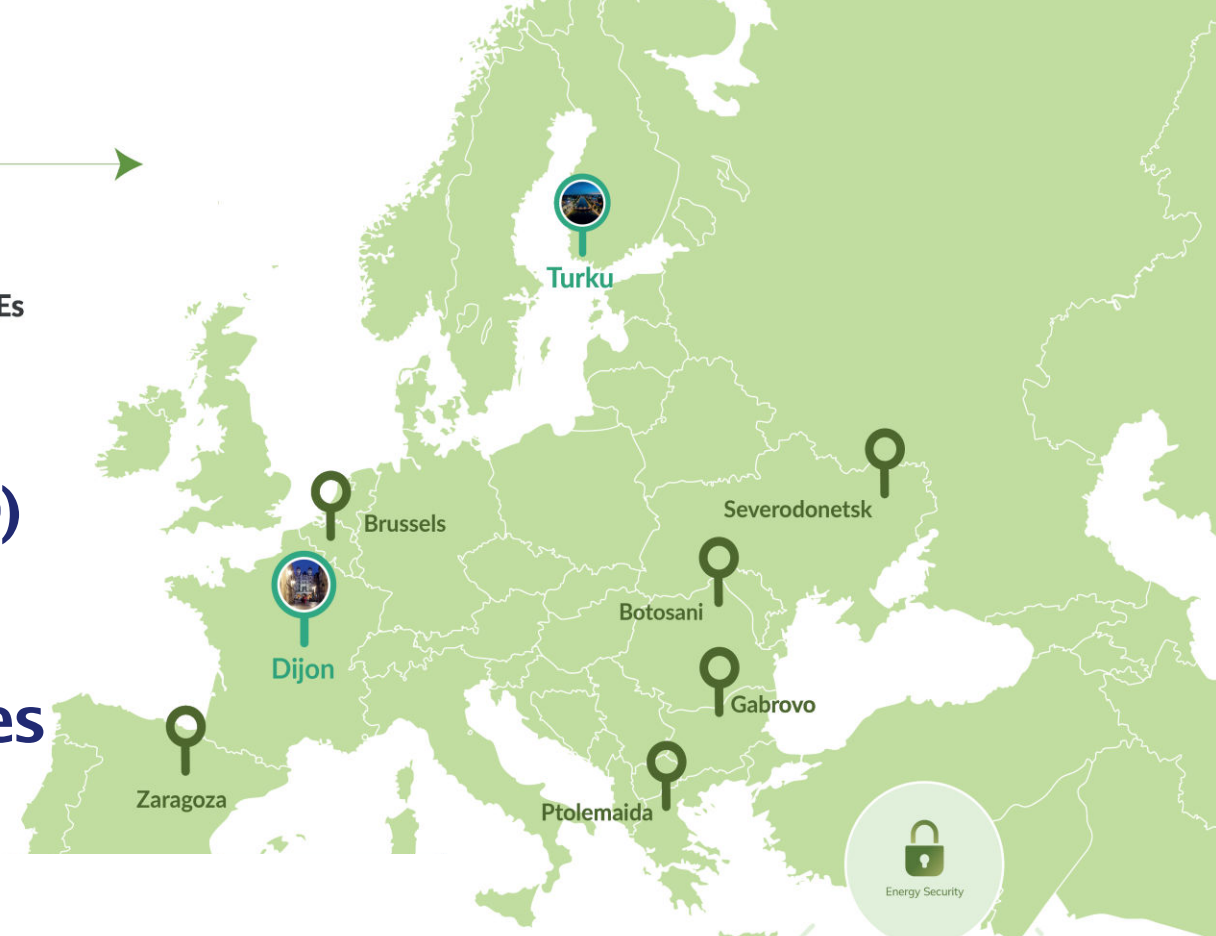 Turku
Es
Brussels
)
Severodonetsk
Botosani
Dijon
Gabrovo
es
Zaragoza
Ptolemaida
Energy Security